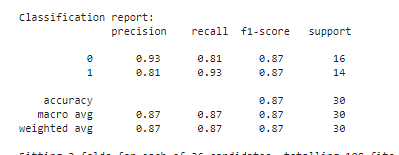 Classification report:
precision recall f1-score support
0 0.93 0.81 0.87 16
1 0.81 0.93 0.87 14
accuracy 0.87 30
macro avg 0.87 0.87 0.87 30
weighted avg 0.87 0.87 0.87 30